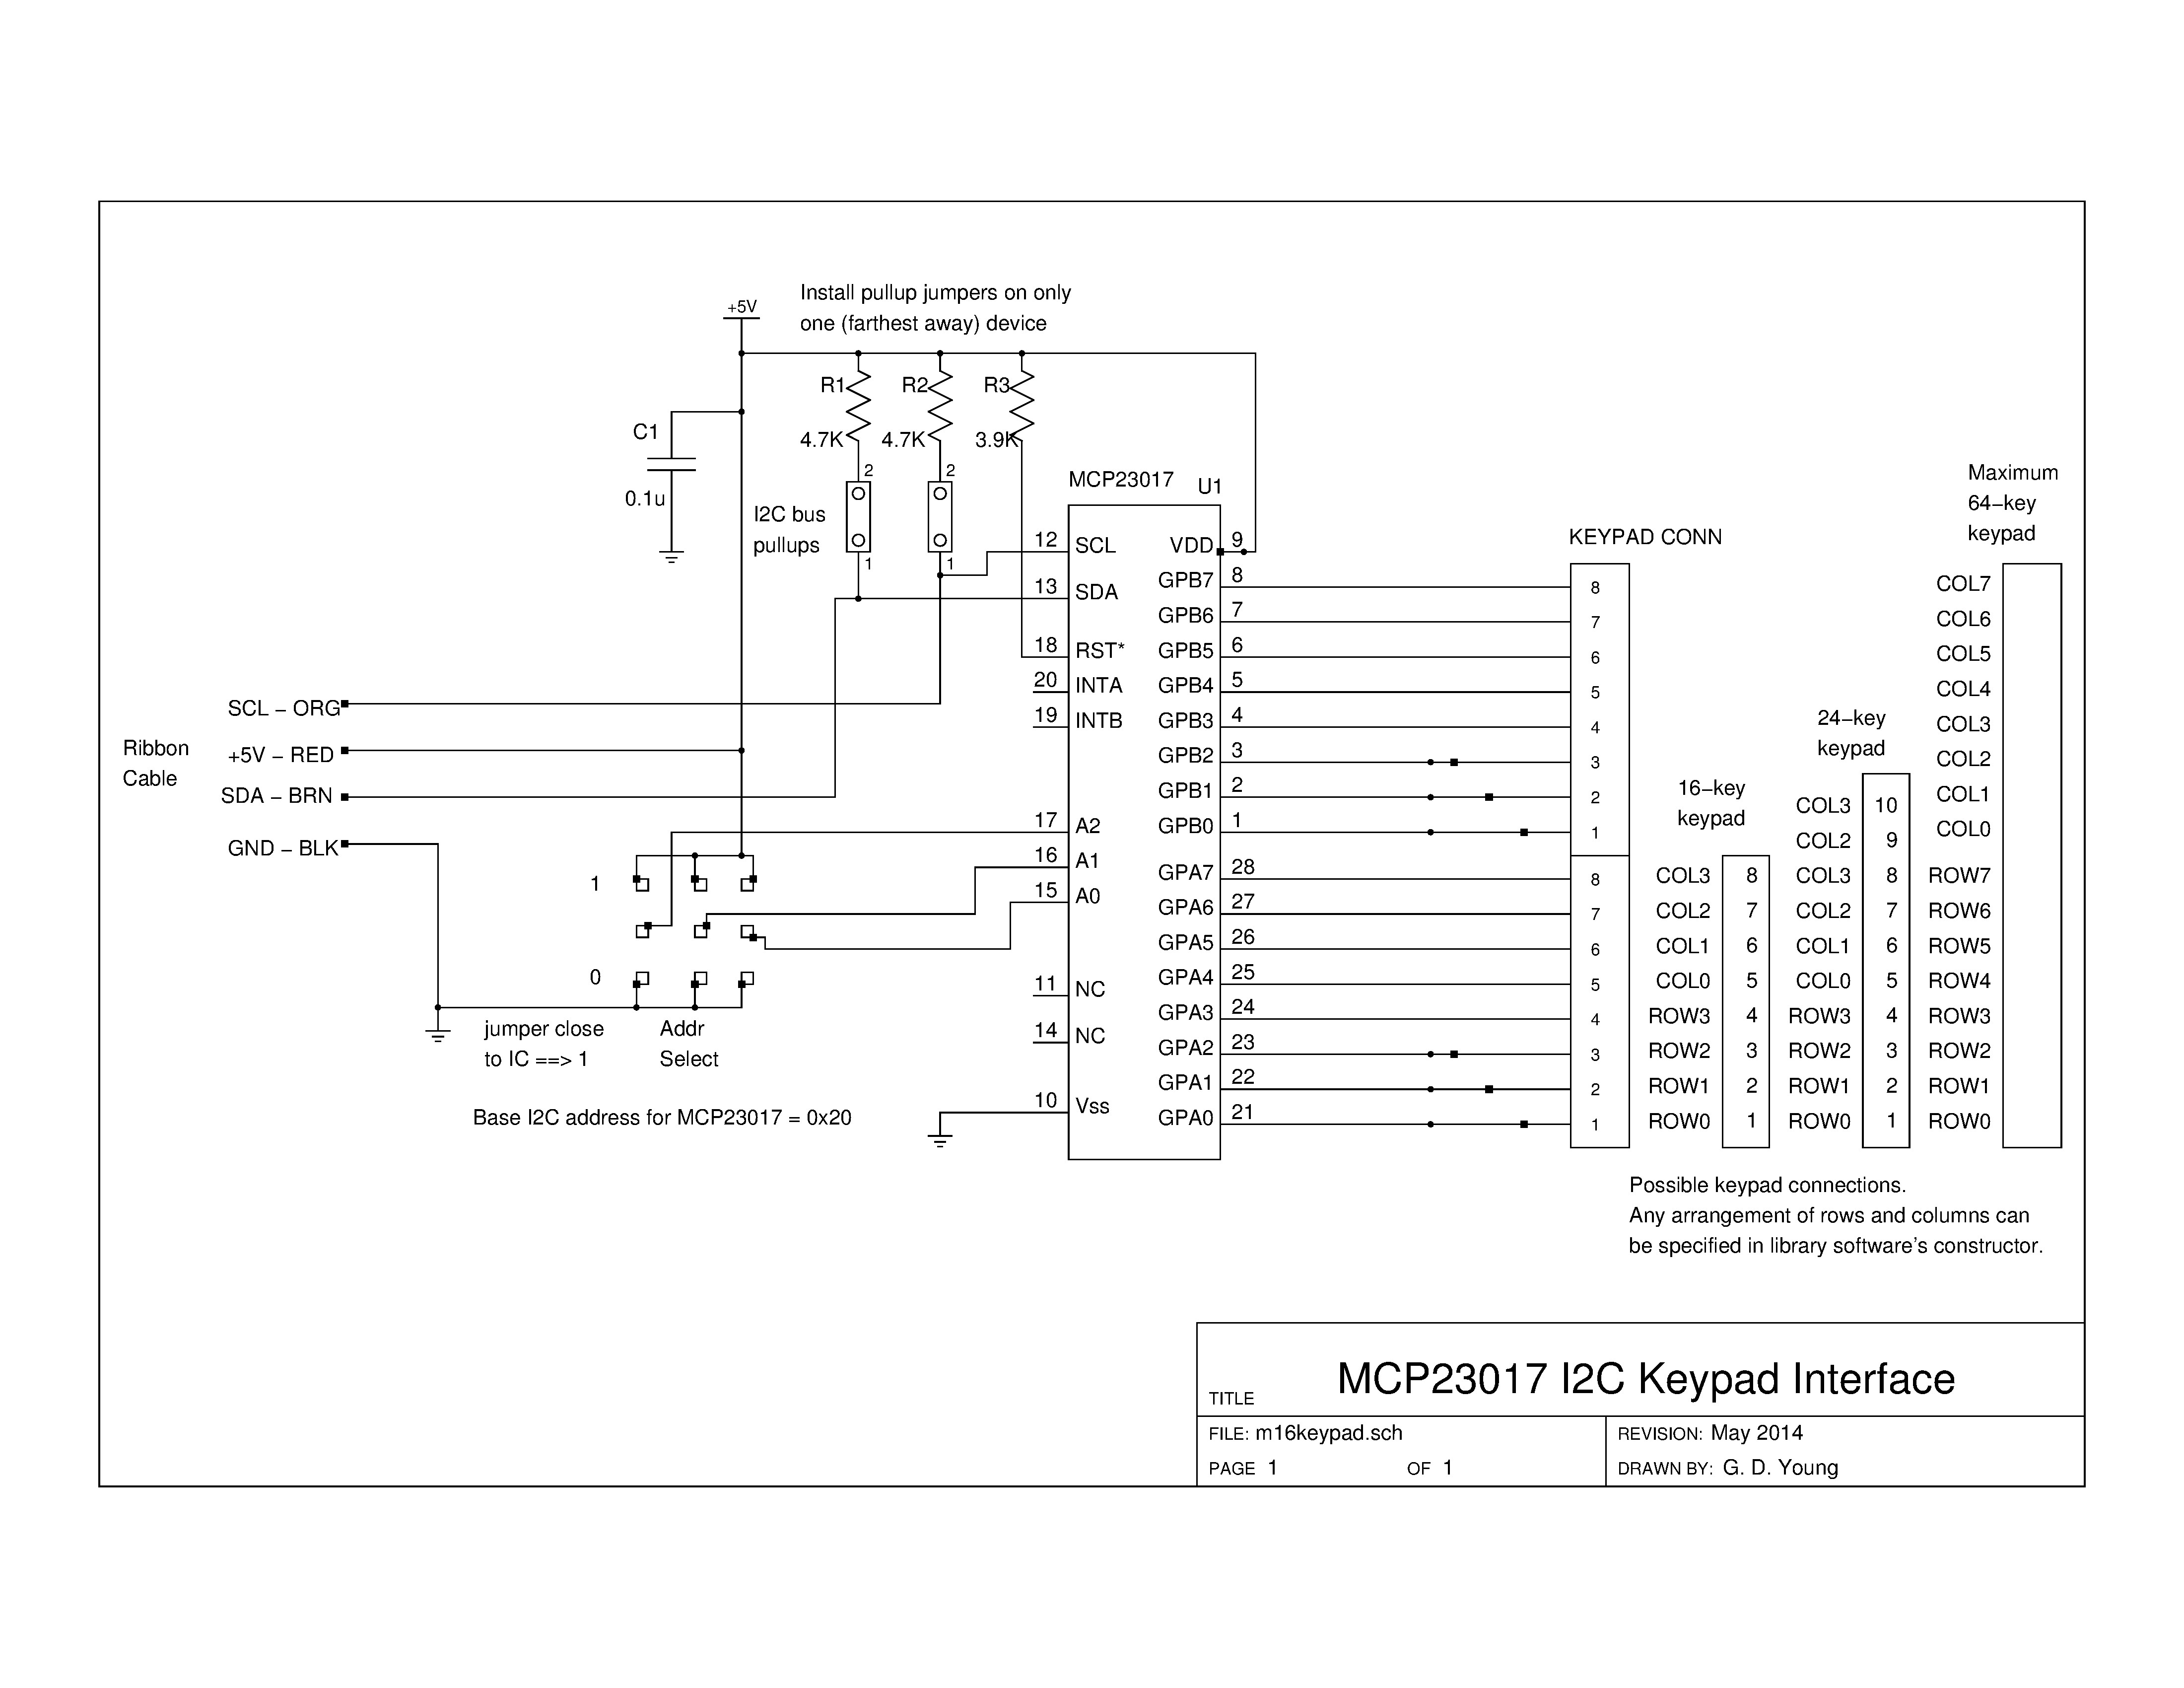 Install pullup jumpers on only
one (farthest away) device
+5V
R1
R2
R3
4.7K
4.7K
3.9K
C1
0.1u
2
2
I2C bus
pullups
1
1
MCP23017
U1
12
SCL
13
SDA
18
RST*
20
INTA
19
INTB
17
A2
16
A1
15
A0
11
NC
14
NC
10
Vss
VDD
9
GPB7
8
GPB6
7
GPB5
6
GPB4
5
GPB3
4
GPB2
3
GPB1
2
GPB0
1
GPA7
28
GPA6
27
GPA5
26
GPA4
25
GPA3
24
GPA2
23
GPA1
22
GPA0
21
Ribbon
Cable
SCL – ORG
+5V – RED
SDA – BRN
GND – BLK
1
0
jumper close
to IC ==> 1
Addr
Select
Base I2C address for MCP23017 = 0x20
KEYPAD CONN
8
7
6
5
4
3
2
1
8
7
6
5
4
3
2
1
16–key
keypad
COL3 8
COL2 7
COL1 6
COL0 5
ROW3 4
ROW2 3
ROW1 2
ROW0 1
24–key
keypad
COL3 10
COL2 9
COL3 8
COL2 7
COL1 6
COL0 5
ROW3 4
ROW2 3
ROW1 2
ROW0 1
Maximum
64–key
keypad
COL7
COL6
COL5
COL4
COL3
COL2
COL1
COL0
ROW7
ROW6
ROW5
ROW4
ROW3
ROW2
ROW1
ROW0
Possible keypad connections.
Any arrangement of rows and columns can
be specified in library software's constructor.
TITLE MCP23017 I2C Keypad Interface
FILE: m16keypad.sch
REVISION: May 2014
PAGE 1 OF 1
DRAWN BY: G. D. Young